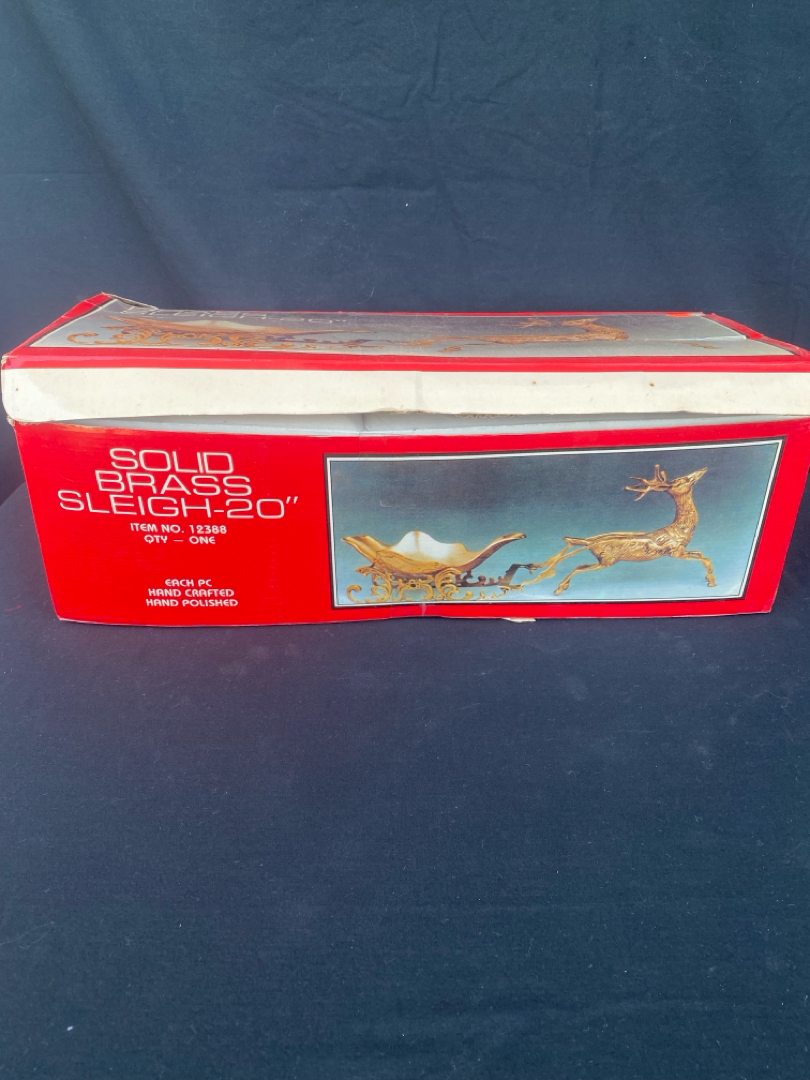 SOLID
BRASS
SLEIGH-20"
ITEM NO. 12388
QTY — ONE
EACH PC
HAND CRAFTED
HAND POLISHED